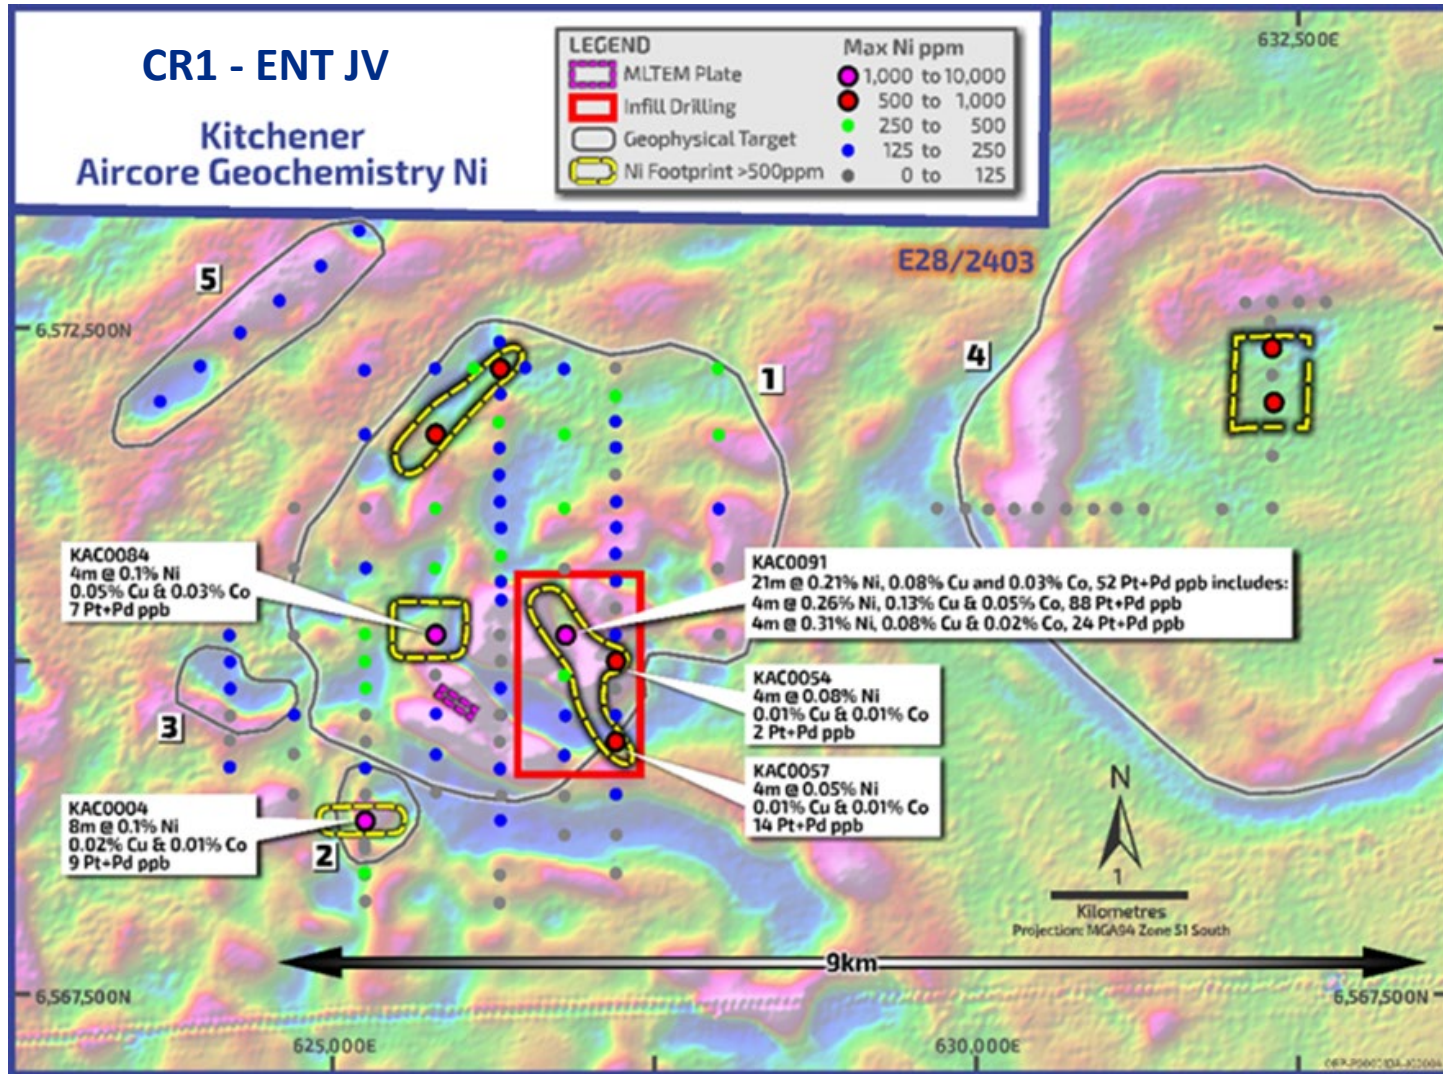 CR1 - ENT JV
Kitchener
Aircore Geochemistry Ni
LEGEND
MLTEM Plate
Infill Drilling
Geophysical Target
Ni Footprint >500ppm
Max Ni ppm
1,000 to 10,000
500 to 1,000
250 to 500
125 to 250
0 to 125
632,500E
E28/2403
5
6,572,500N
4
1
KAC0084
4m @ 0.1% Ni
0.05% Cu & 0.03% Co
7 Pt+Pd ppb
KAC0091
21m @ 0.21% Ni, 0.08% Cu and 0.03% Co, 52 Pt+Pd ppb includes:
4m @ 0.26% Ni, 0.13% Cu & 0.05% Co, 88 Pt+Pd ppb
4m @ 0.31% Ni, 0.08% Cu & 0.02% Co, 24 Pt+Pd ppb
KAC0054
4m @ 0.08% Ni
0.01% Cu & 0.01% Co
2 Pt+Pd ppb
3
KAC0057
4m @ 0.05% Ni
0.01% Cu & 0.01% Co
14 Pt+Pd ppb
KAC0004
8m @ 0.1% Ni
0.02% Cu & 0.01% Co
9 Pt+Pd ppb
2
N
1
Kilometres
Projection: MGA94 Zone 51 South
9km
6,567,500N
6,567,500N
625,000E
630,000E